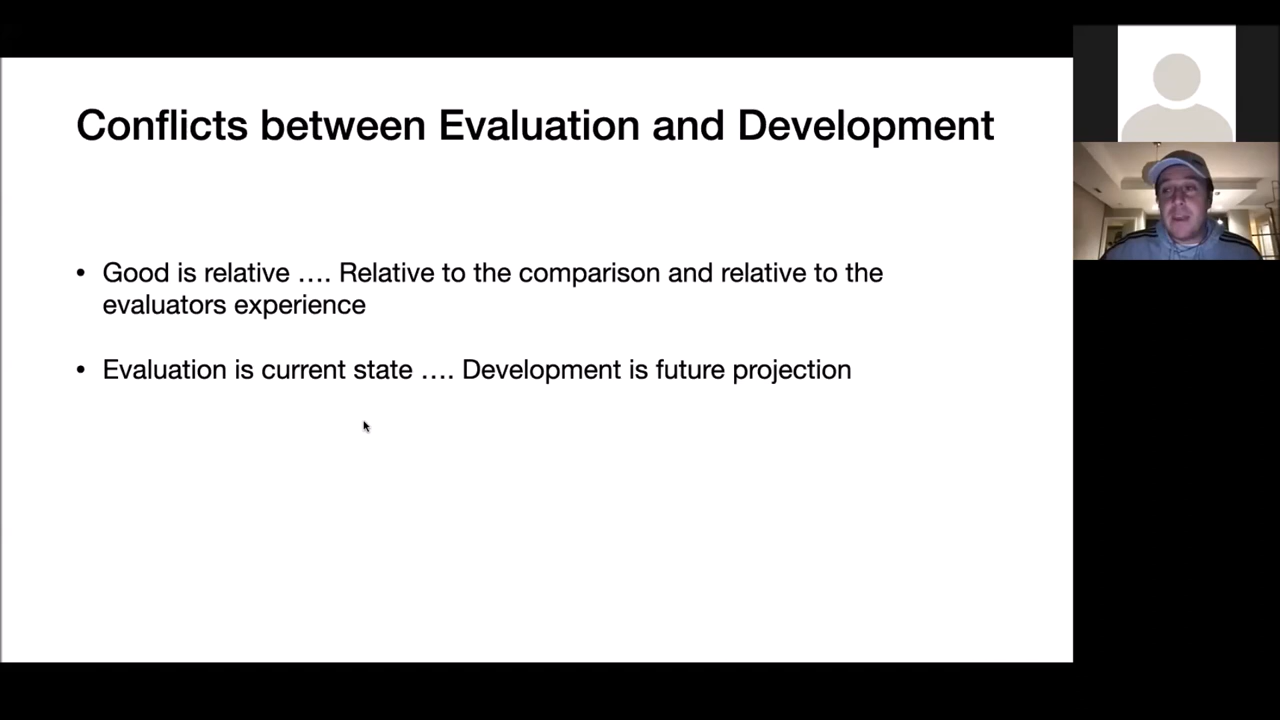 Conflicts between Evaluation and Development
• Good is relative …. Relative to the comparison and relative to the
evaluators experience
• Evaluation is current state …. Development is future projection